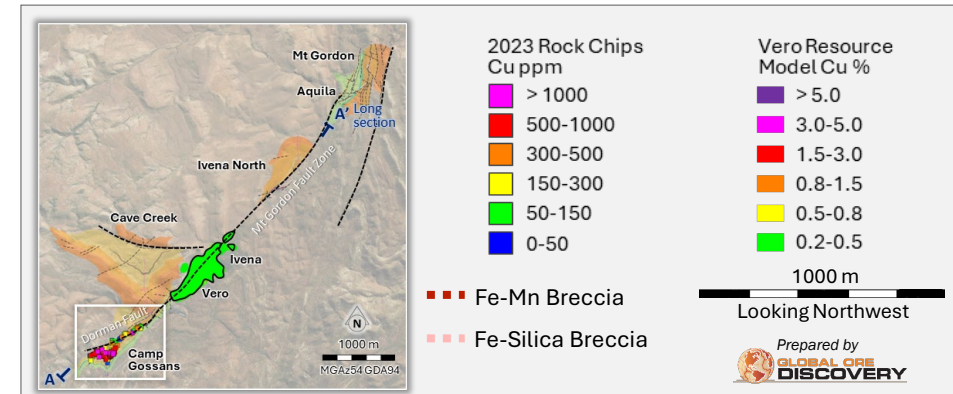 Mt Gordon
Aquila
A' Long
section
Ivena North
Mt Gordon Fault Zone
Cave Creek
Ivena
Vero
Dorman Fault
Camp
Gossans
A
N
1000 m
MGAz54 GDA94
2023 Rock Chips
Cu ppm
> 1000
500-1000
300-500
150-300
50-150
0-50
Fe-Mn Breccia
Fe-Silica Breccia
Vero Resource
Model Cu %
> 5.0
3.0-5.0
1.5-3.0
0.8-1.5
0.5-0.8
0.2-0.5
1000 m
Looking Northwest
Prepared by
GLOBAL ORE
DISCOVERY